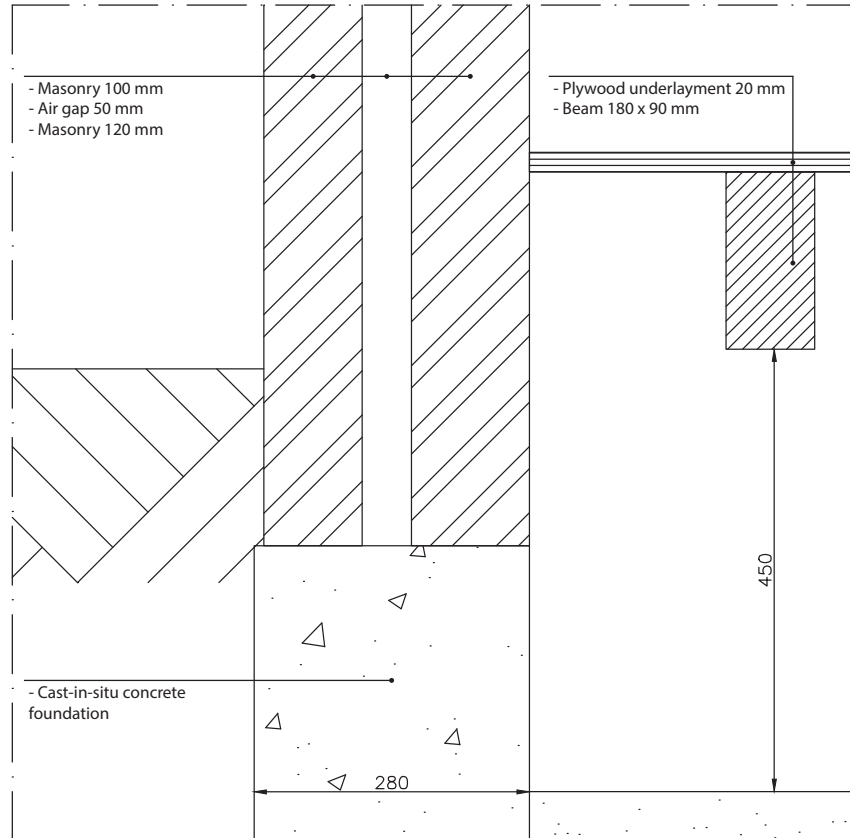 - Masonry 100 mm
- Air gap 50 mm
- Masonry 120 mm
- Plywood underlayment 20 mm
- Beam 180 x 90 mm
450
- Cast-in-situ concrete
foundation
280